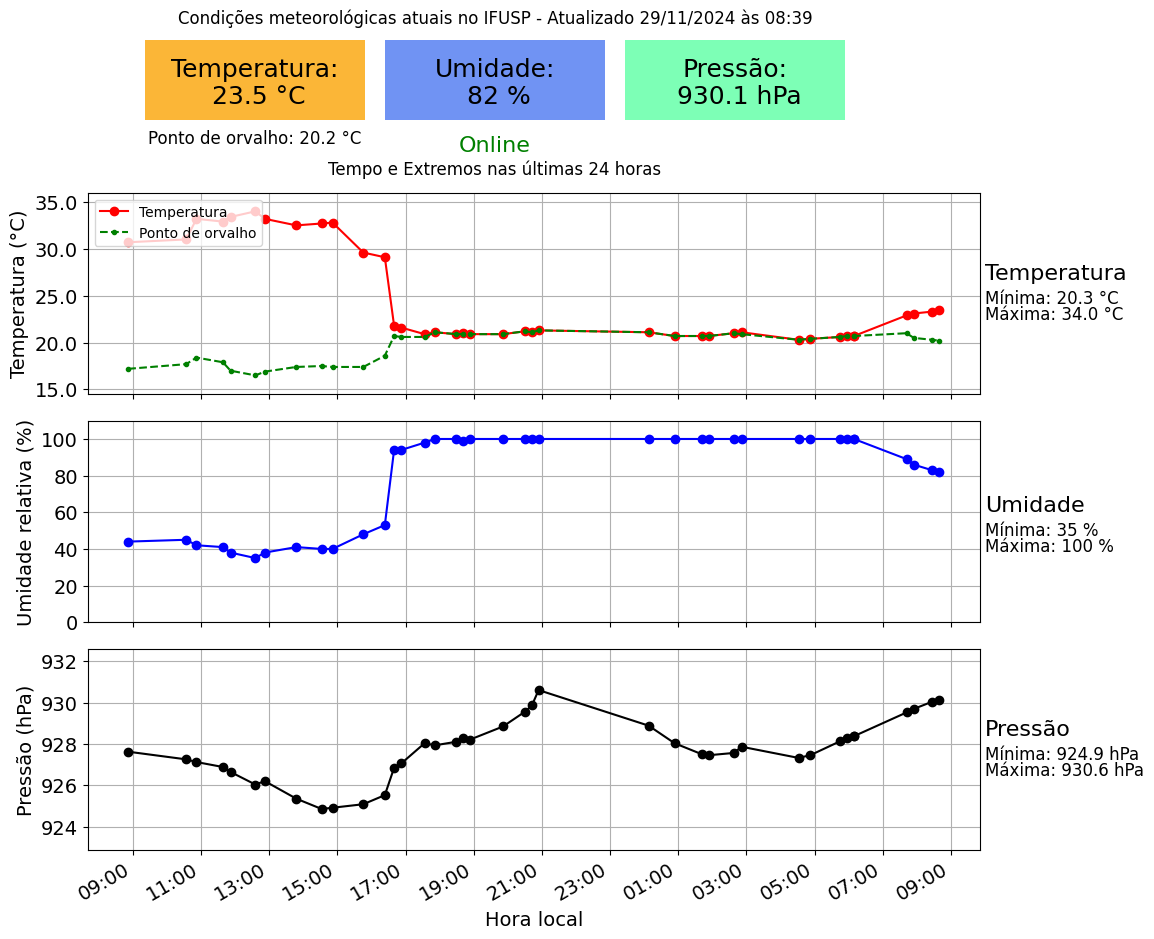 Condições meteorológicas atuais no IFUSP - Atualizado 29/11/2024 às 08:39
Temperatura:
23.5 °C
Umidade:
82 %
Pressão:
930.1 hPa
Ponto de orvalho: 20.2 °C
Online
Tempo e Extremos nas últimas 24 horas
Temperatura (°C)
35.0
30.0
25.0
20.0
15.0
Temperatura
Ponto de orvalho
Temperatura
Mínima: 20.3 °C
Máxima: 34.0 °C
Umidade relativa (%)
100
80
60
40
20
0
Umidade
Mínima: 35 %
Máxima: 100 %
Pressão (hPa)
932
930
928
926
924
Pressão
Mínima: 924.9 hPa
Máxima: 930.6 hPa
09:00 11:00 13:00 15:00 17:00 19:00 21:00 23:00 01:00 03:00 05:00 07:00 09:00
Hora local